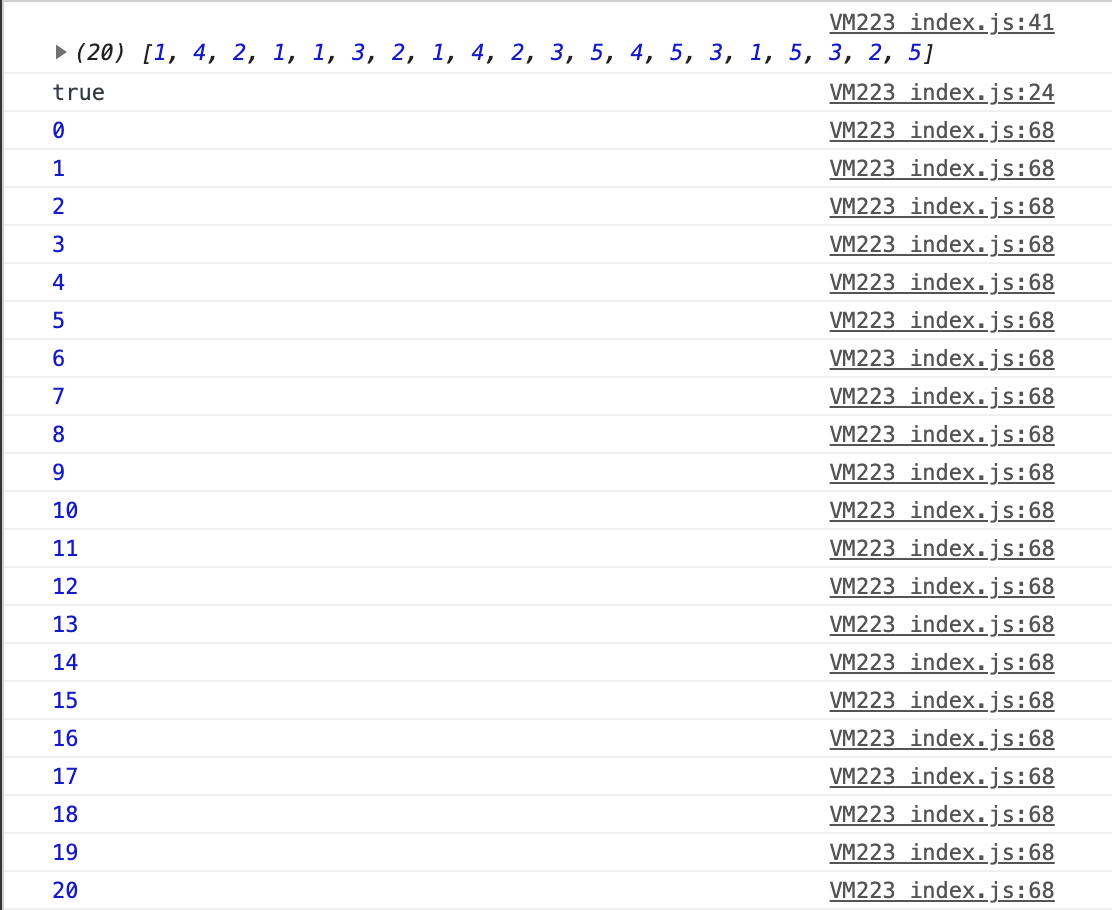 VM223 index.js:41
(20) [1, 4, 2, 1, 1, 3, 2, 1, 4, 2, 3, 5, 4, 5, 3, 1, 5, 3, 2, 5]
true VM223 index.js:24
0 VM223 index.js:68
1 VM223 index.js:68
2 VM223 index.js:68
3 VM223 index.js:68
4 VM223 index.js:68
5 VM223 index.js:68
6 VM223 index.js:68
7 VM223 index.js:68
8 VM223 index.js:68
9 VM223 index.js:68
10 VM223 index.js:68
11 VM223 index.js:68
12 VM223 index.js:68
13 VM223 index.js:68
14 VM223 index.js:68
15 VM223 index.js:68
16 VM223 index.js:68
17 VM223 index.js:68
18 VM223 index.js:68
19 VM223 index.js:68
20 VM223 index.js:68